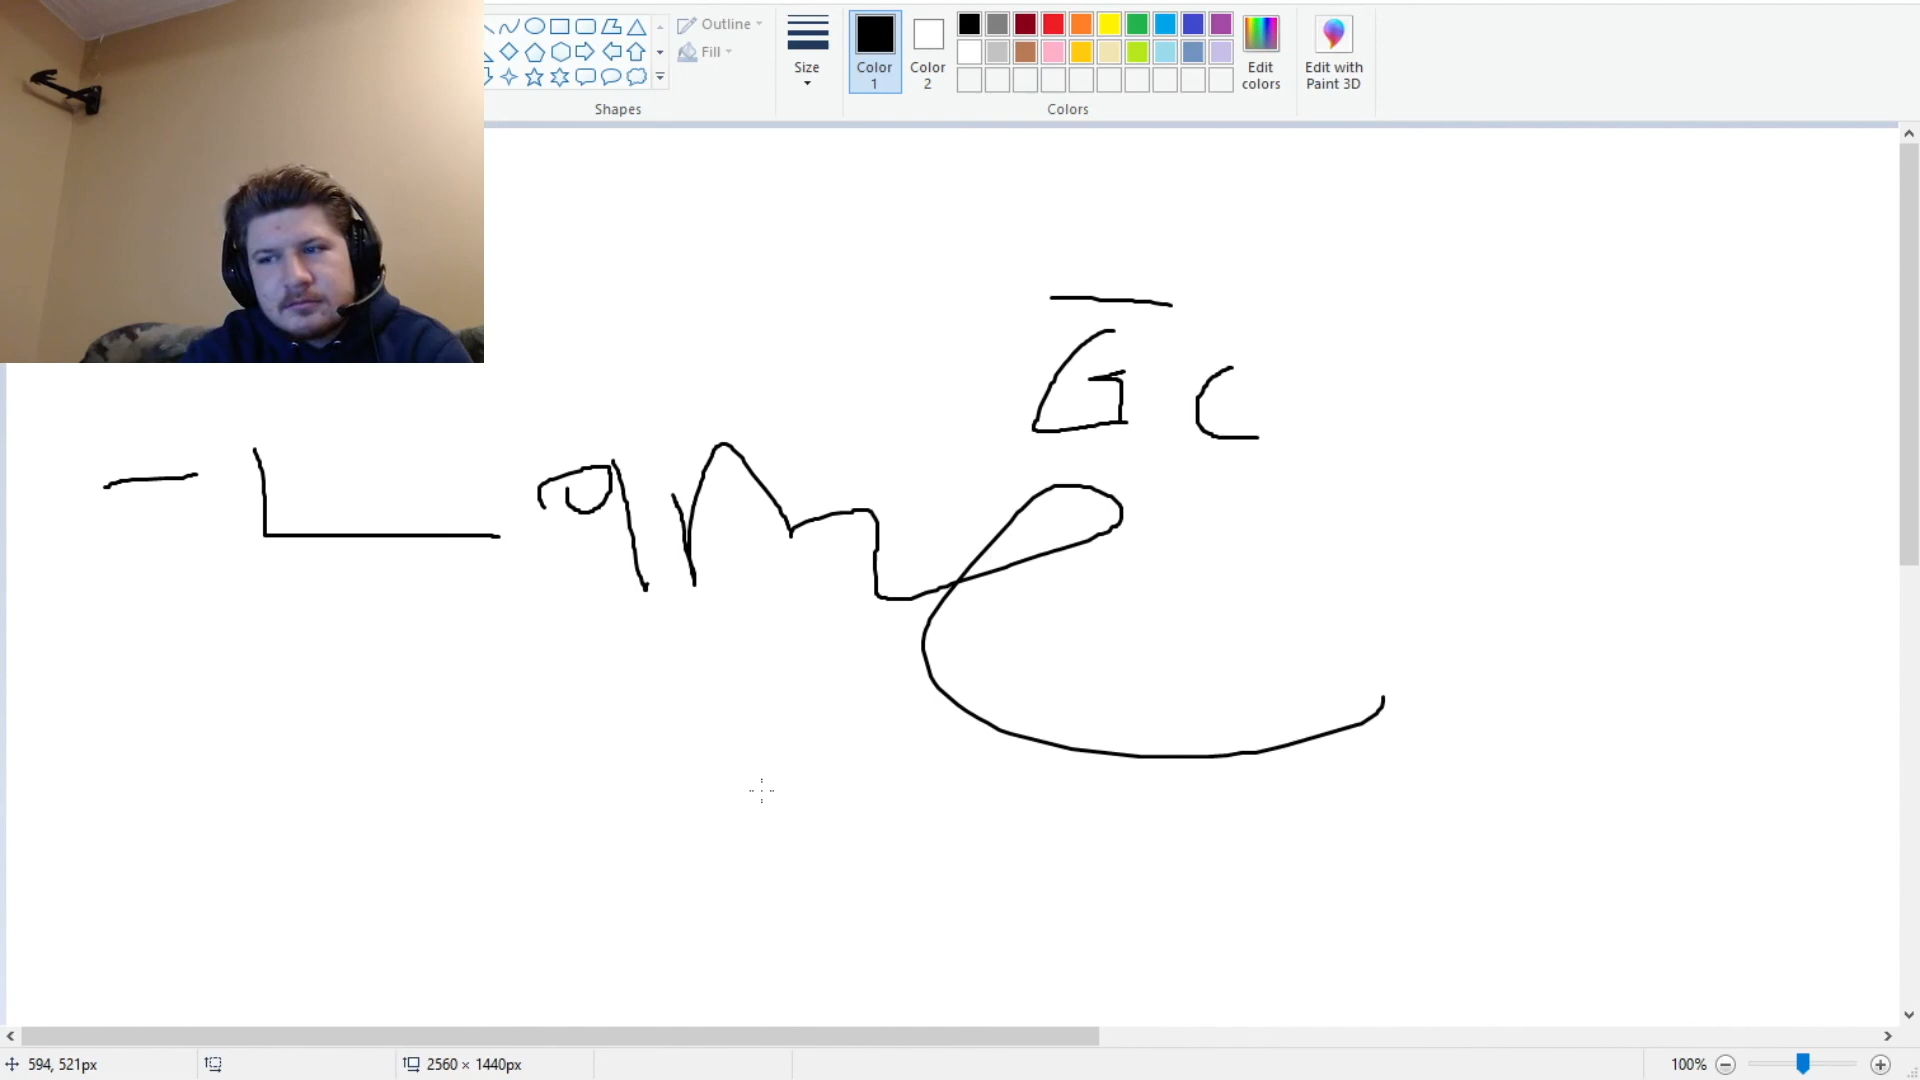 Outline
Fill
Size
Color 1
Color 2
Edit colors
Edit with Paint 3D
Shapes
Colors
G C
- Lame
594, 521px
2560 × 1440px
100%